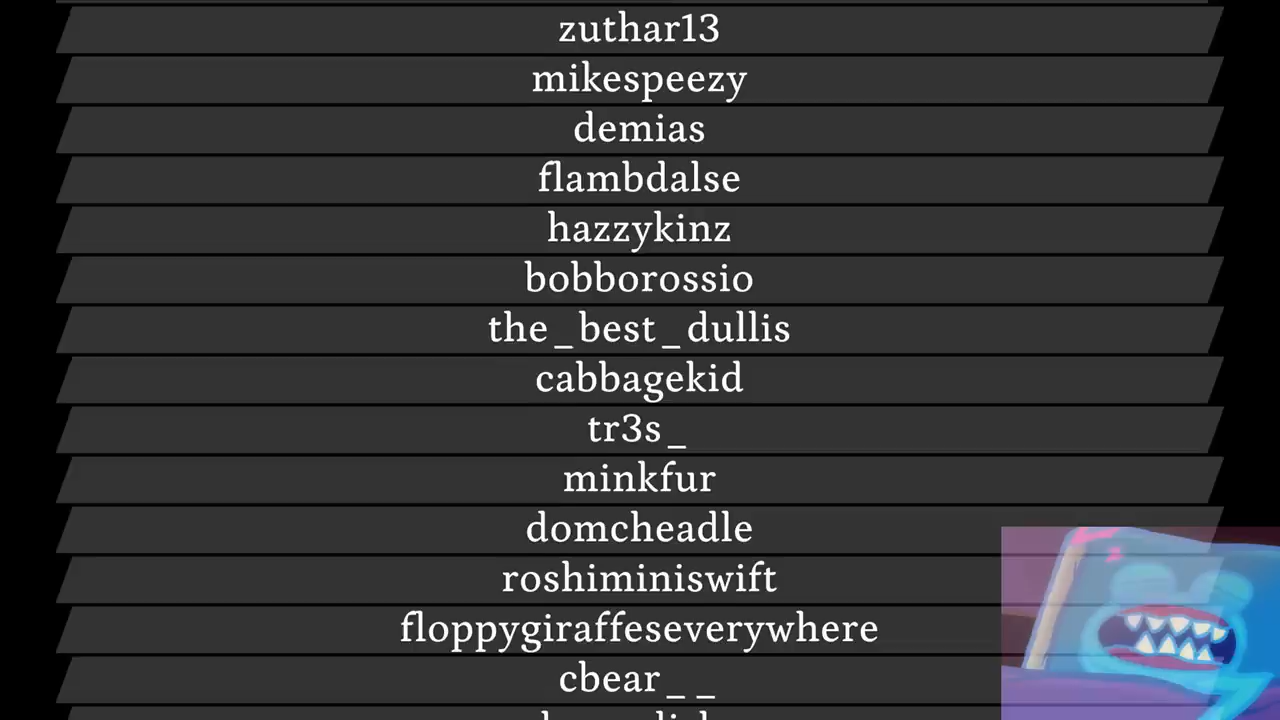 zuthar13
mikespeezy
demias
flambdalse
hazzykinz
bobborossio
the_best_dullis
cabbagekid
tr3s_
minkfur
domcheadle
roshiminiswift
floppygiraffeseverywhere
cbear__